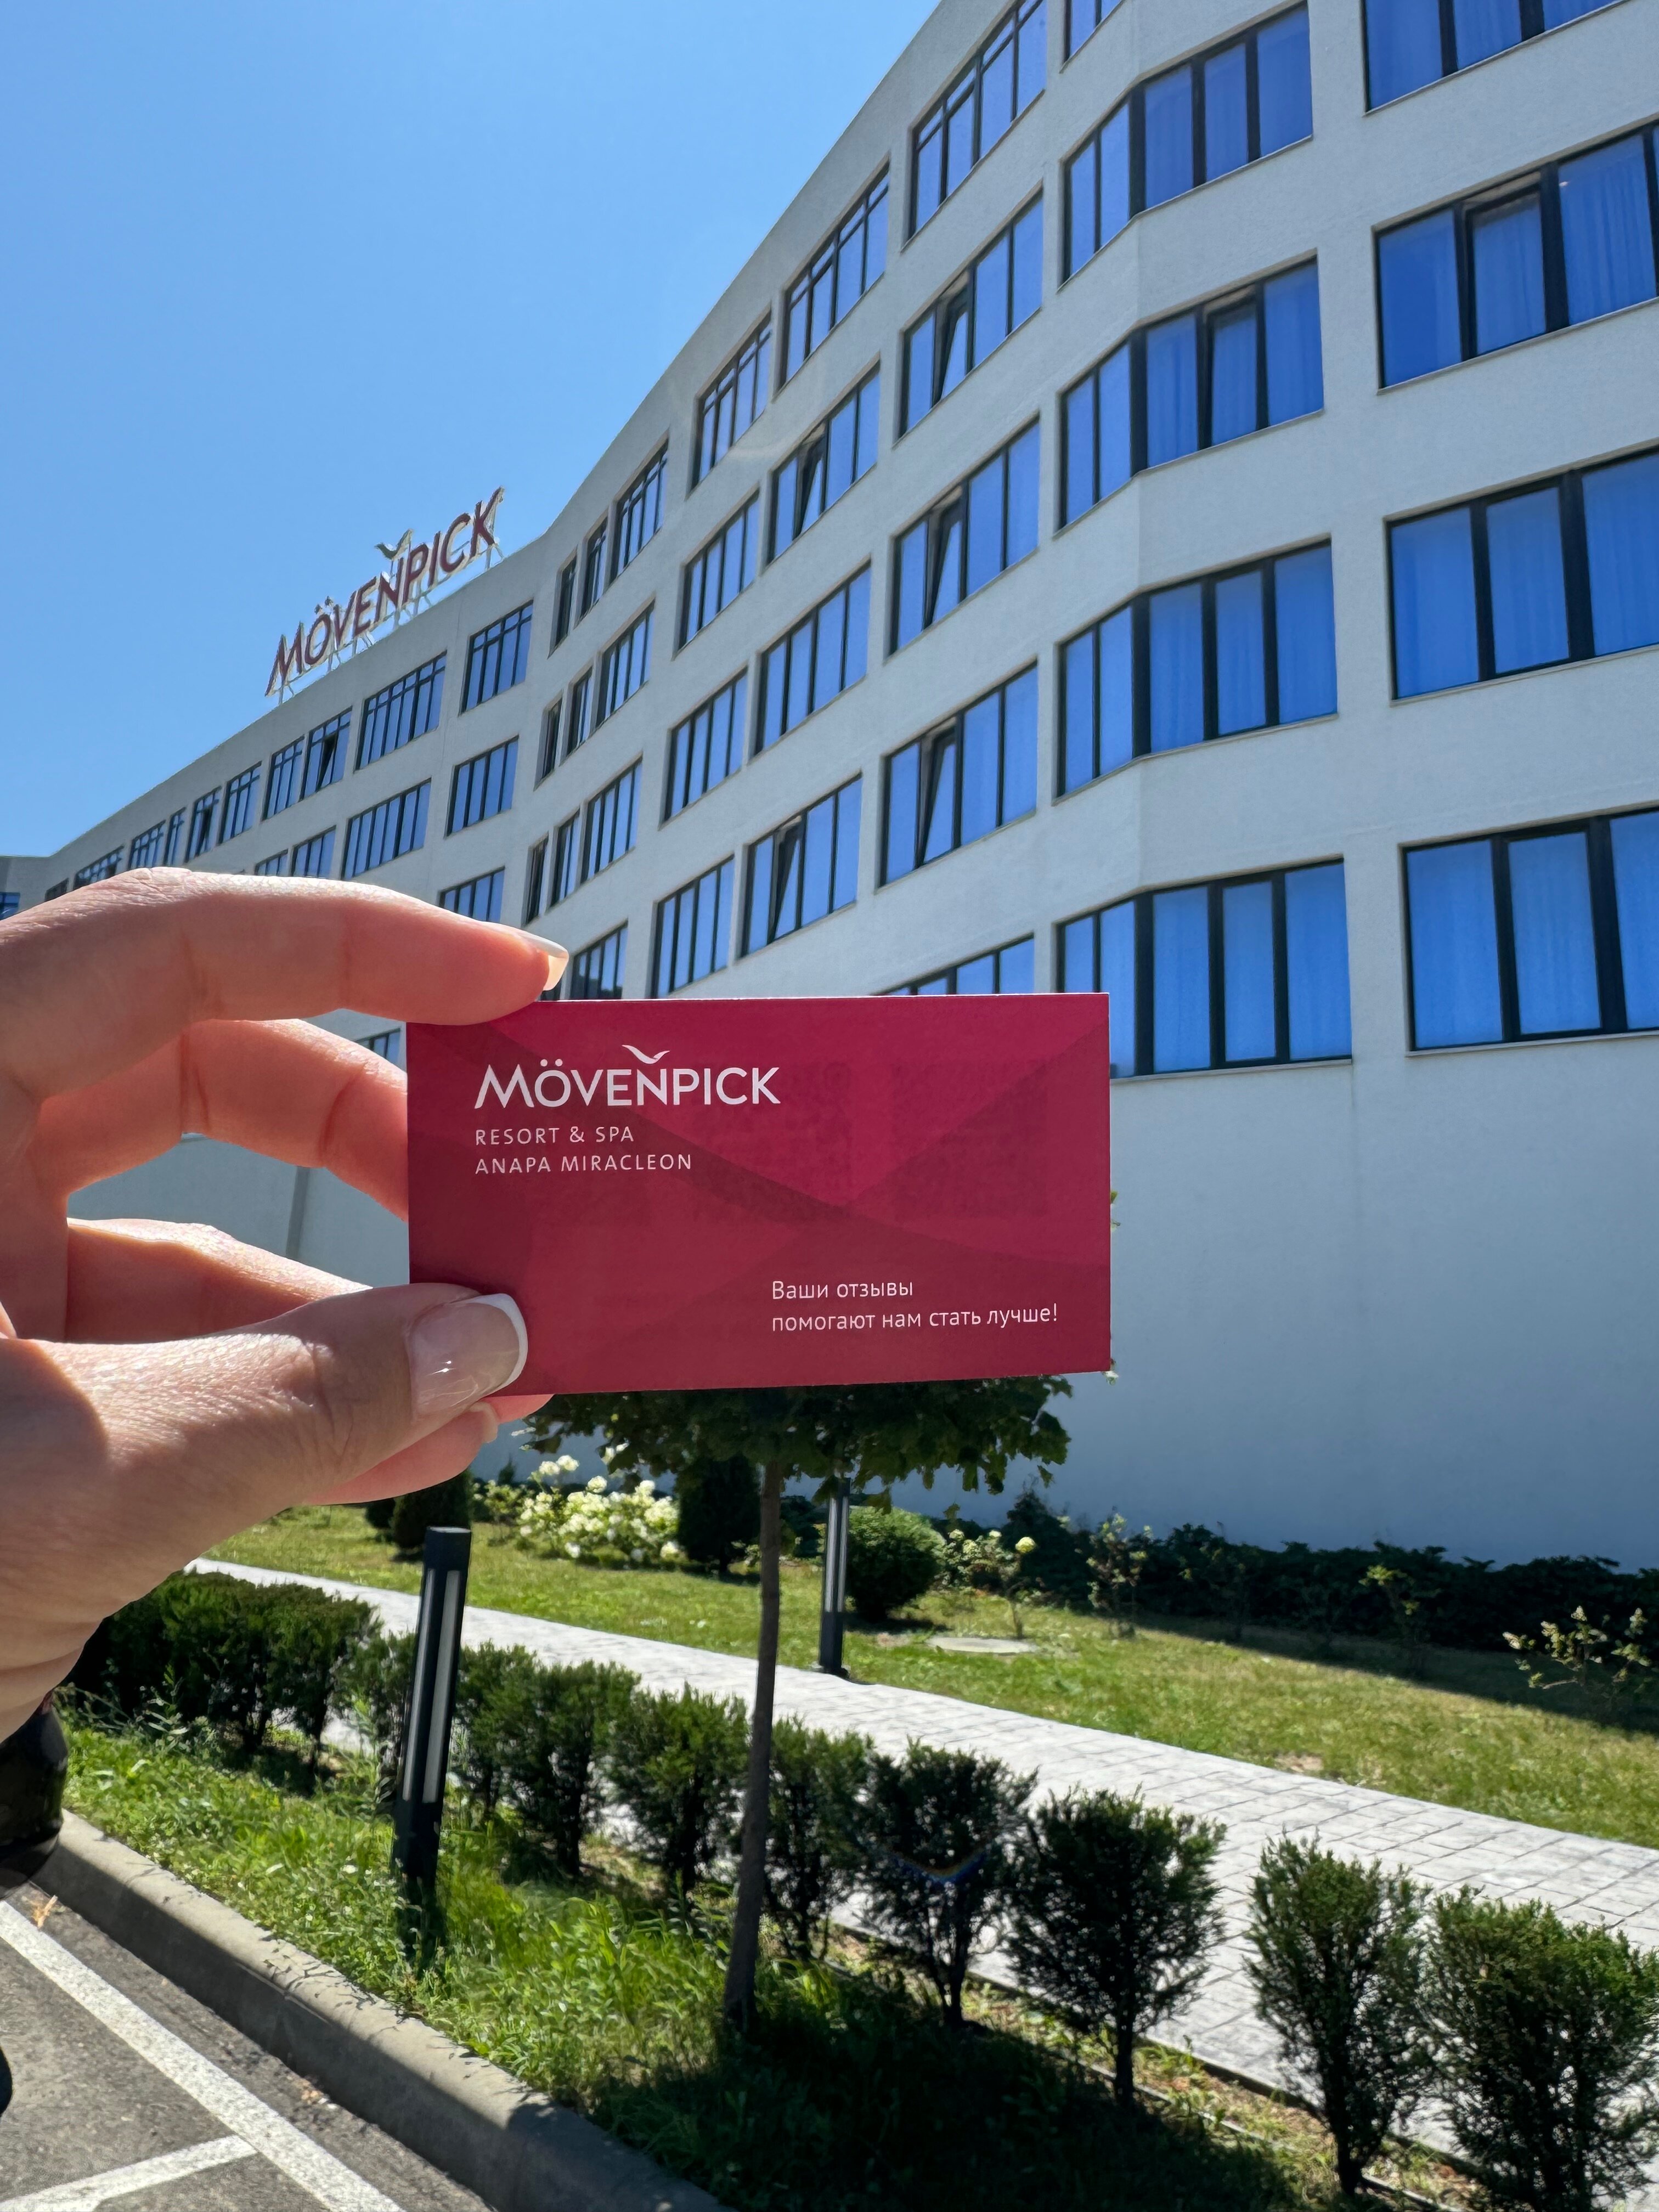 MÖVENPICK
MÖVENPICK
RESORT & SPA
ANAPA MIRACLEON
Ваши отзывы
помогают нам стать лучше!